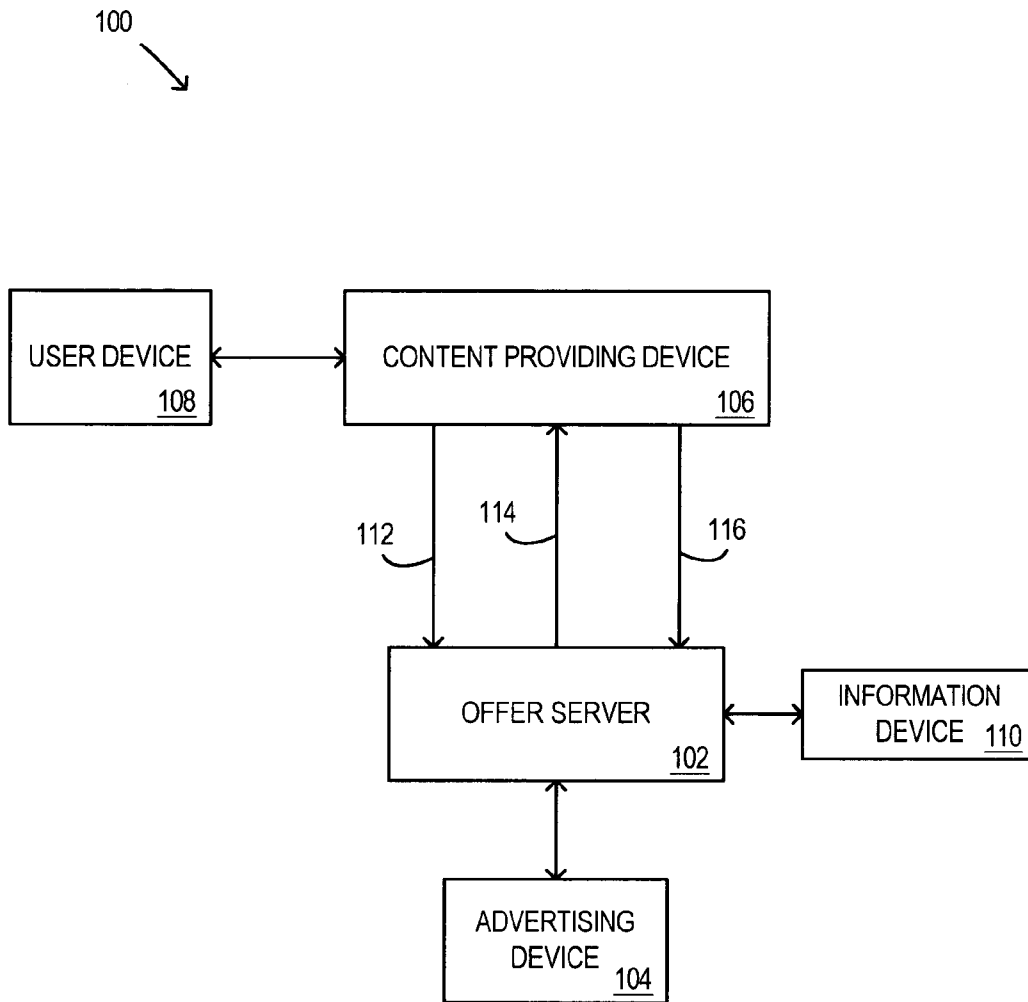 100
USER DEVICE
108
CONTENT PROVIDING DEVICE
106
112
114
116
OFFER SERVER
102
INFORMATION
DEVICE
110
ADVERTISING
DEVICE
104